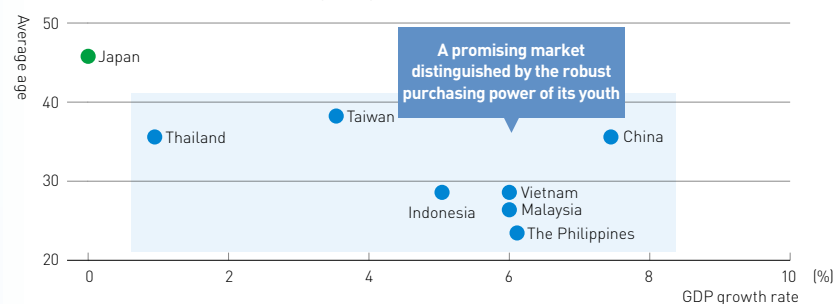 Average age
50
40
30
20
Japan
A promising market
distinguished by the robust
purchasing power of its youth
Taiwan
Thailand
China
Vietnam
Indonesia
Malaysia
The Philippines
0 2 4 6 8 10 (%)
GDP growth rate